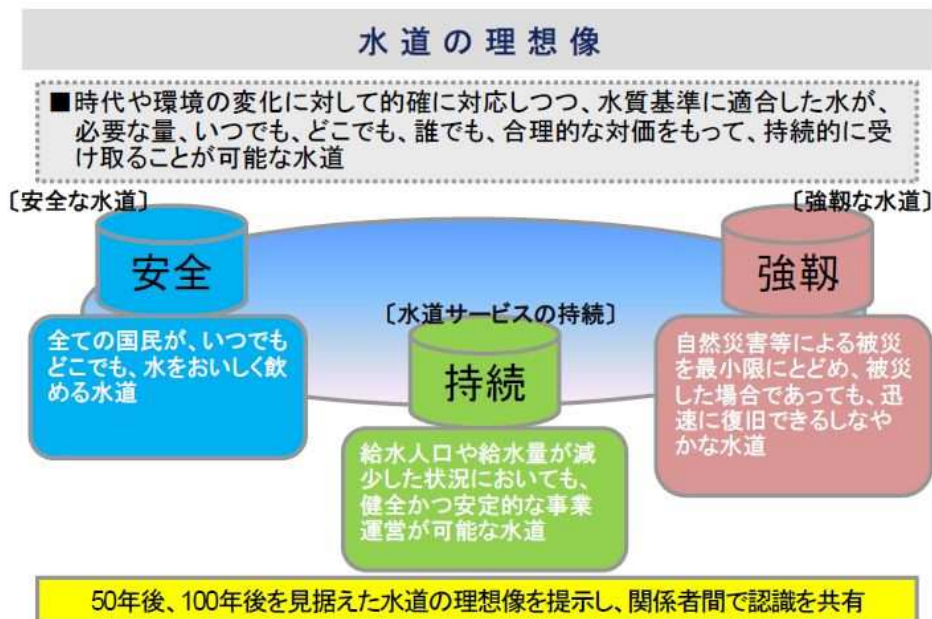 水道の理想像
■時代や環境の変化に対して的確に対応しつつ、水質基準に適合した水が、
必要な量、いつでも、どこでも、誰でも、合理的な対価をもって、持続的に受
け取ることが可能な水道
〔安全な水道〕
安全
全ての国民が、いつでも
どこでも、水をおいしく飲
める水道
〔水道サービスの持続〕
持続
給水人口や給水量が減
少した状況においても、
健全かつ安定的な事業
運営が可能な水道
〔強靱な水道〕
強靱
自然災害等による被災
を最小限にとどめ、被災
した場合であっても、迅
速に復旧できるしなや
かな水道
50年後、100年後を見据えた水道の理想像を提示し、関係者間で認識を共有